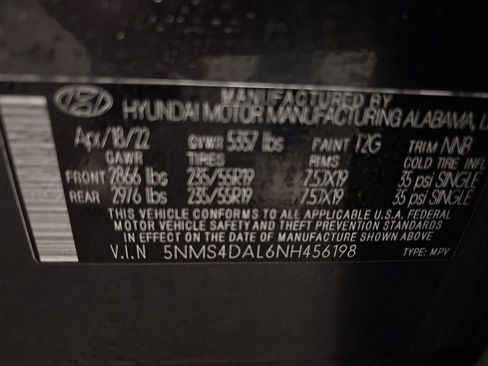 MANUFACTURED BY
HYUNDAI MOTOR MANUFACTURING ALABAMA, L
Apr/18/22 GVWR 5357 lbs PAINT T2G TRIM NNB
GAWR TIRES RIMS COLD TIRE INFL
FRONT 2866 lbs 235/55R19 7.5JX19 35 psi SINGLE
REAR 2976 lbs 235/55R19 7.5JX19 35 psi SINGLE
THIS VEHICLE CONFORMS TO ALL APPLICABLE U.S.A. FEDERAL
MOTOR VEHICLE SAFETY AND THEFT PREVENTION STANDARDS
IN EFFECT ON THE DATE OF MANUFACTURE SHOWN ABOVE.
V.I.N 5NMS4DAL6NH456198 TYPE: MPV